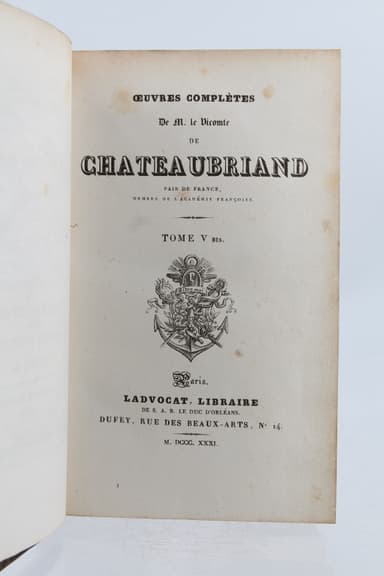 ŒUVRES COMPLÈTES
De M. le Vicomte
DE
CHATEAUBRIAND
PAIR DE FRANCE,
MEMBRE DE L'ACADÉMIE FRANÇOISE.
TOME V BIS.
Paris.
LADVOCAT, LIBRAIRE
DE S. A. R. LE DUC D'ORLÉANS.
DUFEY, RUE DES BEAUX-ARTS, No 14.
M. DCCC. XXXI.